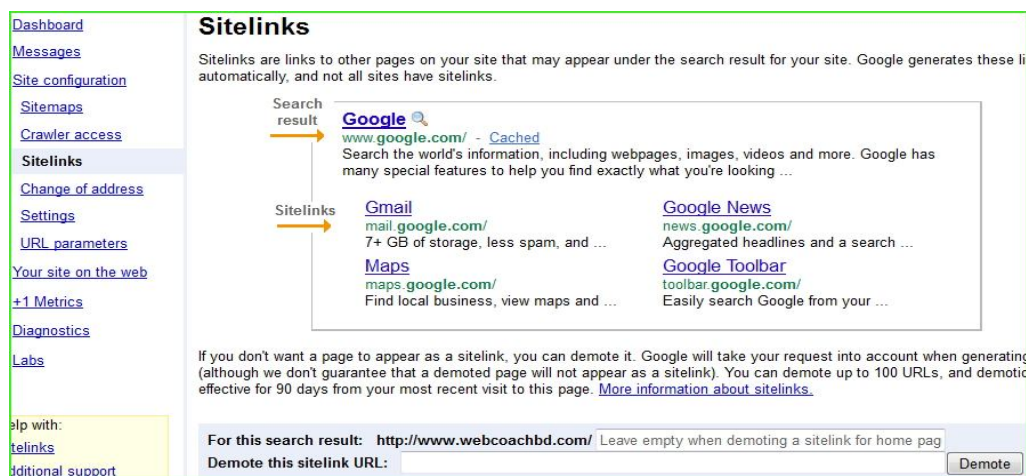 Dashboard
Messages
Site configuration
Sitemaps
Crawler access
Sitelinks
Change of address
Settings
URL parameters
Your site on the web
+1 Metrics
Diagnostics
Labs
elp with:
telinks
dditional support
Sitelinks
Sitelinks are links to other pages on your site that may appear under the search result for your site. Google generates these li
automatically, and not all sites have sitelinks.
Search
result
Google
www.google.com/ - Cached
Search the world's information, including webpages, images, videos and more. Google has
many special features to help you find exactly what you're looking ...
Sitelinks
Gmail
mail.google.com/
7+ GB of storage, less spam, and ...
Google News
news.google.com/
Aggregated headlines and a search ...
Maps
maps.google.com/
Find local business, view maps and ...
Google Toolbar
toolbar.google.com/
Easily search Google from your ...
If you don't want a page to appear as a sitelink, you can demote it. Google will take your request into account when generating
(although we don't guarantee that a demoted page will not appear as a sitelink). You can demote up to 100 URLs, and demotio
effective for 90 days from your most recent visit to this page. More information about sitelinks.
For this search result: http://www.webcoachbd.com/ Leave empty when demoting a sitelink for home pag
Demote this sitelink URL: Demote